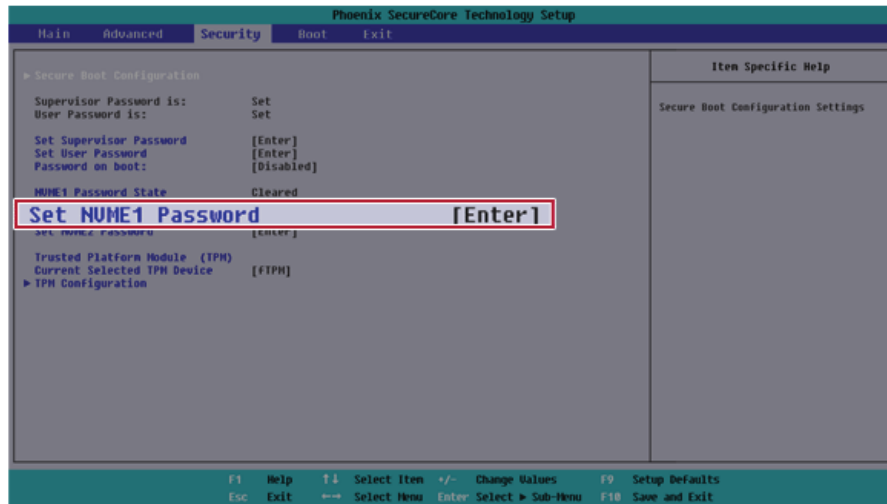 Phoenix SecureCore Technology Setup
Main Advanced Security Boot Exit
Item Specific Help
▶ Secure Boot Configuration
Secure Boot Configuration Settings
Supervisor Password is: Set
User Password is: Set
Set Supervisor Password [Enter]
Set User Password [Enter]
Password on boot: [Disabled]
NVME1 Password State Cleared
Set NVME1 Password [Enter]
Set NVME2 Password [Enter]
Trusted Platform Module (TPM)
Current Selected TPM Device [fTPM]
▶ TPM Configuration
F1 Help ↑↓ Select Item +/- Change Values F9 Setup Defaults
Esc Exit ←→ Select Menu Enter Select ▶ Sub-Menu F10 Save and Exit